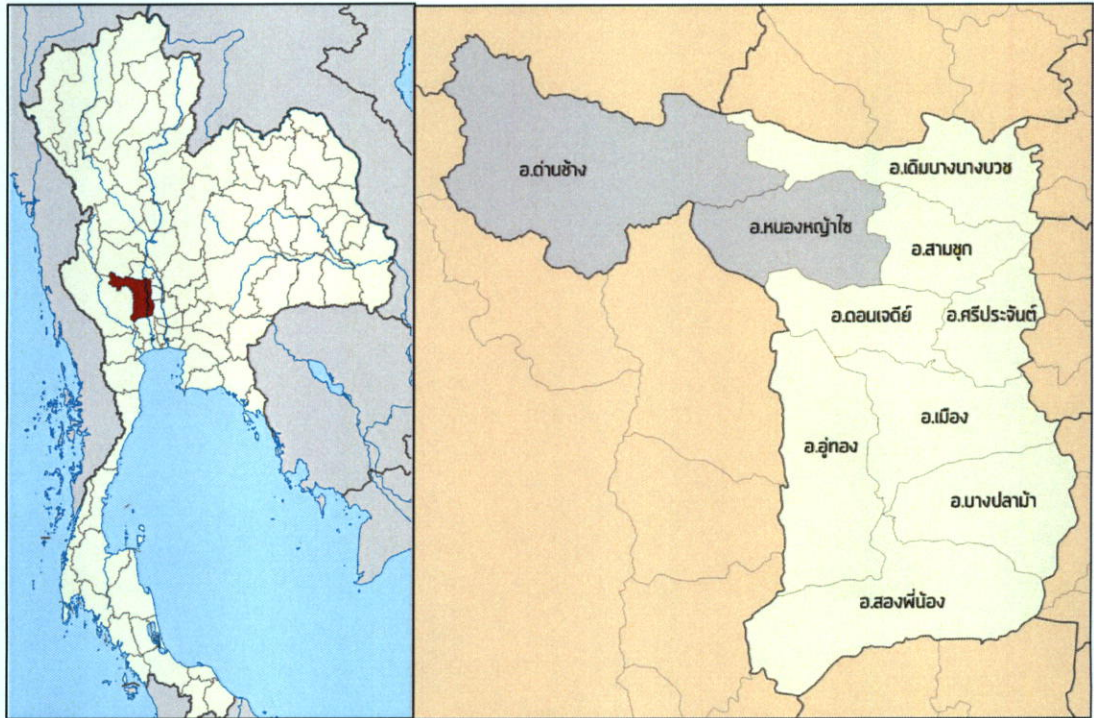 อ.ด่านช้าง
อ.เดิมบางนางบวช
อ.หนองหญ้าไซ
อ.สามชุก
อ.ดอนเจดีย์
อ.ศรีประจันต์
อ.เมือง
อ.อู่ทอง
อ.บางปลาม้า
อ.สองพี่น้อง